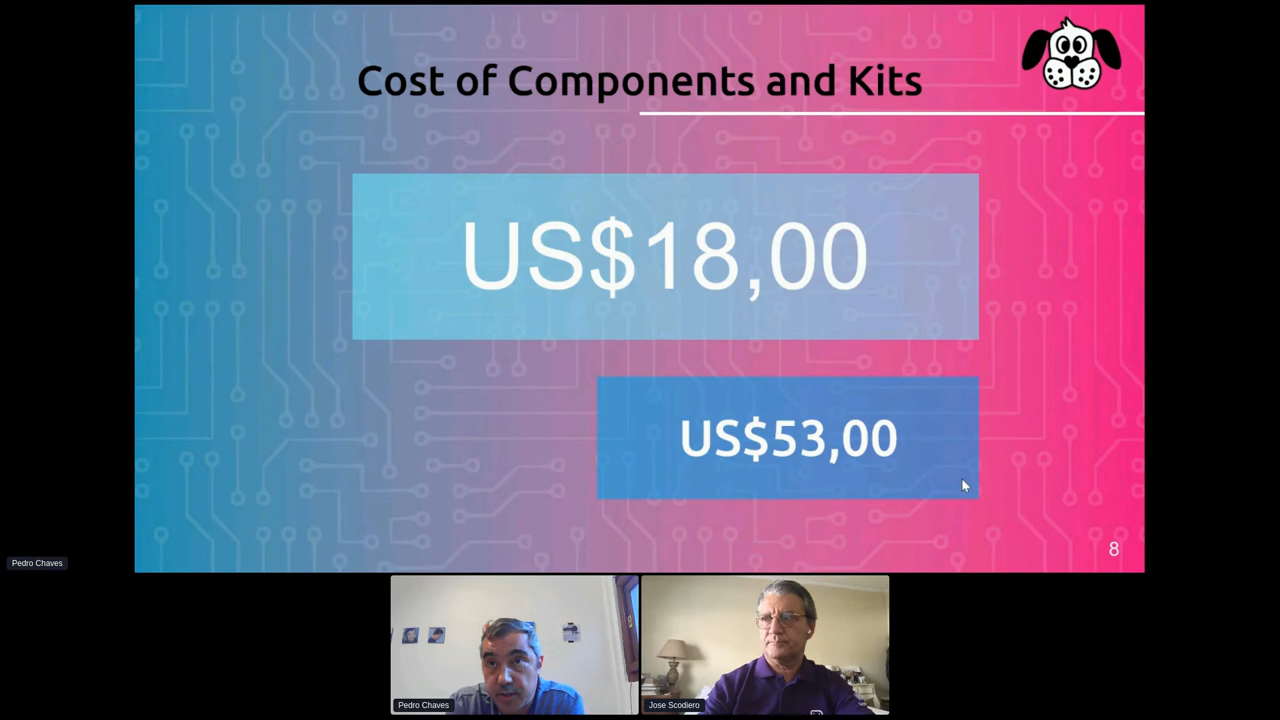 Cost of Components and Kits
US$18,00
US$53,00
8
Pedro Chaves
Pedro Chaves
Jose Scodiero